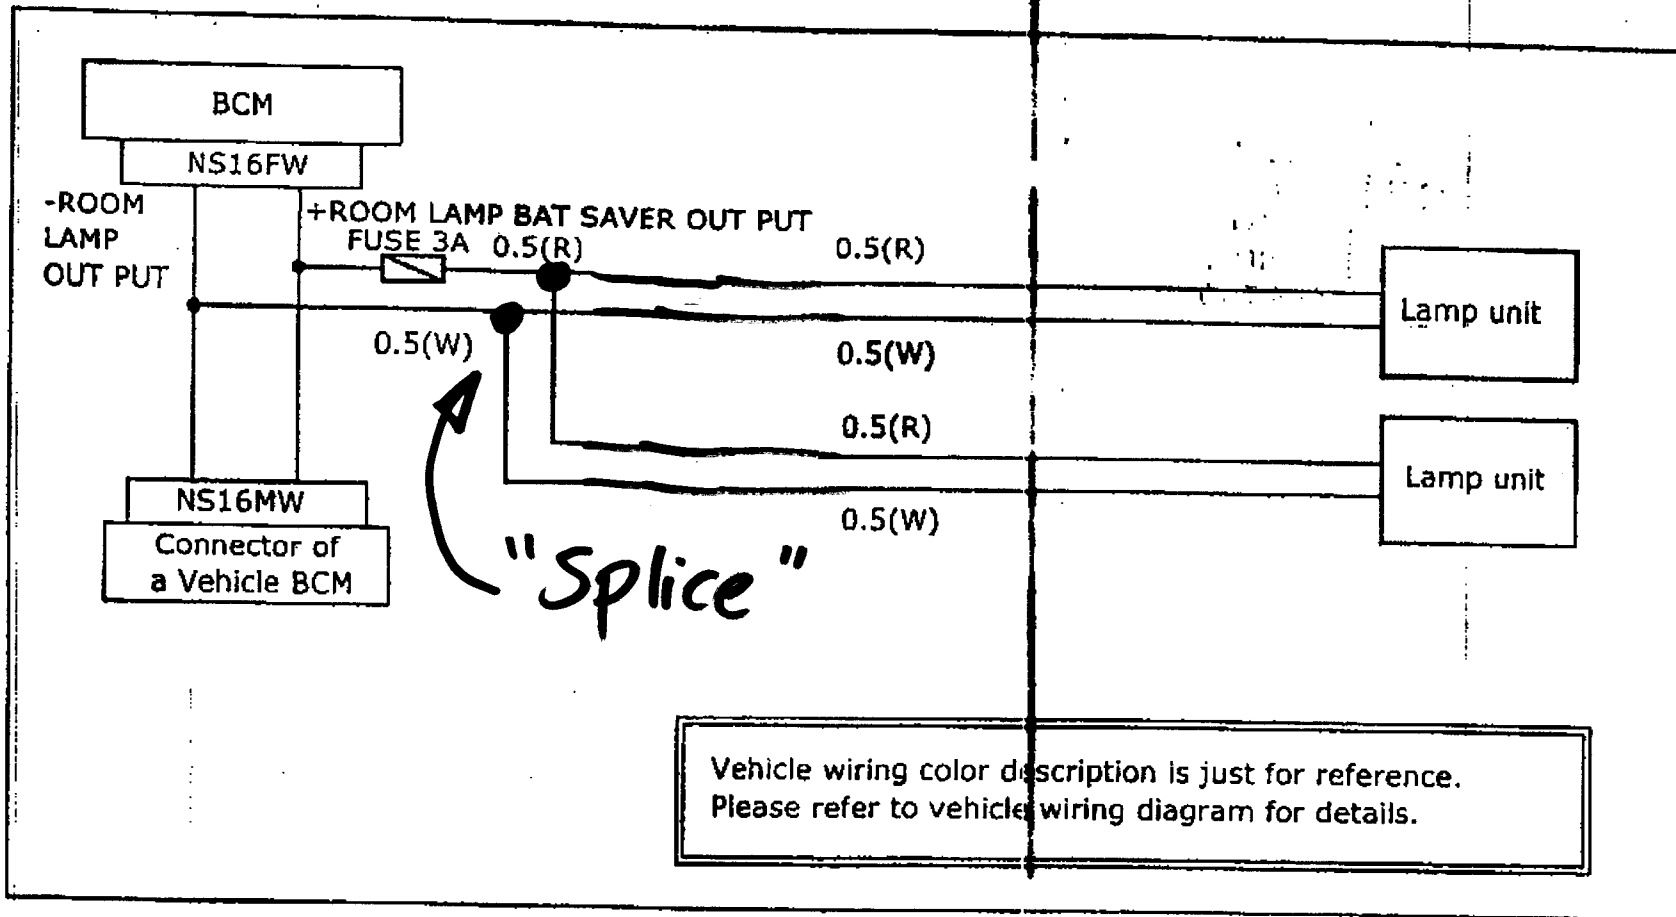 BCM
NS16FW
-ROOM
LAMP
OUT PUT
+ROOM LAMP BAT SAVER OUT PUT
FUSE 3A 0.5(R)
0.5(R)
0.5(W)
0.5(W)
Lamp unit
0.5(R)
0.5(W)
Lamp unit
NS16MW
Connector of
a Vehicle BCM
"Splice"
Vehicle wiring color description is just for reference.
Please refer to vehicle wiring diagram for details.